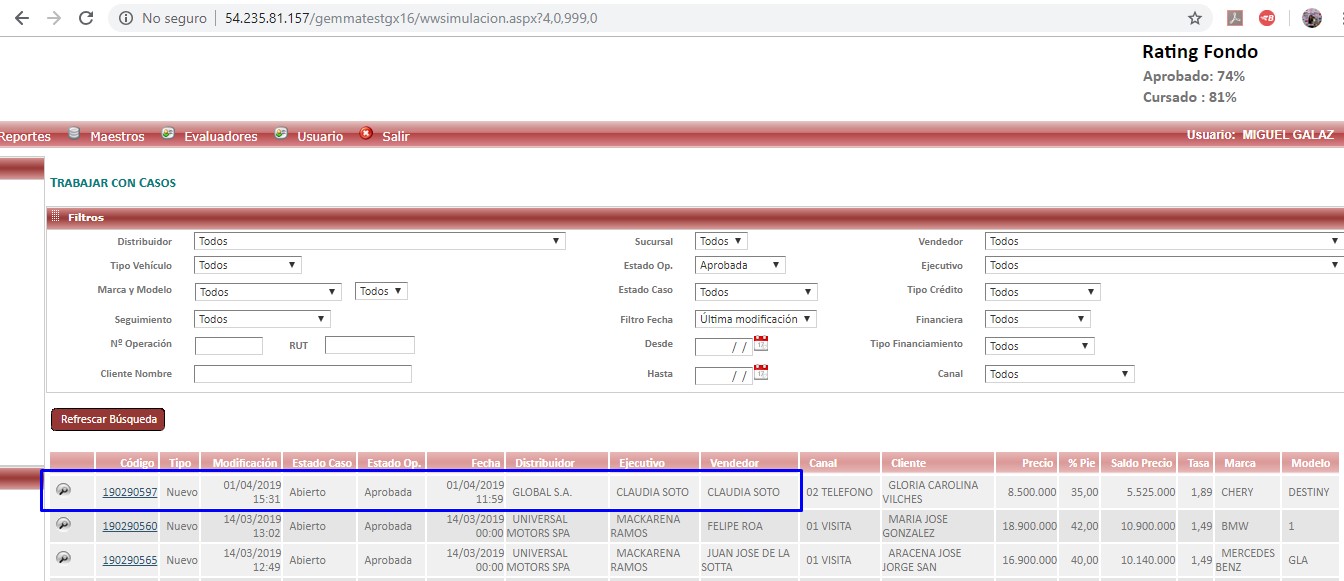 No seguro | 54.235.81.157/gemmatestgx16/wwsimulacion.aspx?4,0,999,0
Rating Fondo
Aprobado: 74%
Cursado : 81%
Reportes Maestros Evaluadores Usuario Salir Usuario: MIGUEL GALAZ
TRABAJAR CON CASOS
Filtros
Distribuidor Todos Sucursal Todos Vendedor Todos
Tipo Vehículo Todos Estado Op. Aprobada Ejecutivo Todos
Marca y Modelo Todos Todos Estado Caso Todos Tipo Crédito Todos
Seguimiento Todos Filtro Fecha Última modificación Financiera Todos
Nº Operación RUT Desde / / Tipo Financiamiento Todos
Cliente Nombre Hasta / / Canal Todos
Refrescar Búsqueda
Código Tipo Modificación Estado Caso Estado Op. Fecha Distribuidor Ejecutivo Vendedor Canal Cliente Precio % Pie Saldo Precio Tasa Marca Modelo
190290597 Nuevo 01/04/2019 15:31 Abierto Aprobada 01/04/2019 11:59 GLOBAL S.A. CLAUDIA SOTO CLAUDIA SOTO 02 TELEFONO GLORIA CAROLINA VILCHES 8.500.000 35,00 5.525.000 1,89 CHERY DESTINY
190290560 Nuevo 14/03/2019 13:02 Abierto Aprobada 14/03/2019 00:00 UNIVERSAL MOTORS SPA MACKARENA RAMOS FELIPE ROA 01 VISITA MARIA JOSE GONZALEZ 18.900.000 42,00 10.900.000 1,49 BMW 1
190290565 Nuevo 14/03/2019 12:49 Abierto Aprobada 14/03/2019 00:00 UNIVERSAL MOTORS SPA MACKARENA RAMOS JUAN JOSE DE LA SOTTA 01 VISITA ARACENA JOSE JORGE SAN 16.900.000 40,00 10.140.000 1,49 MERCEDES BENZ GLA